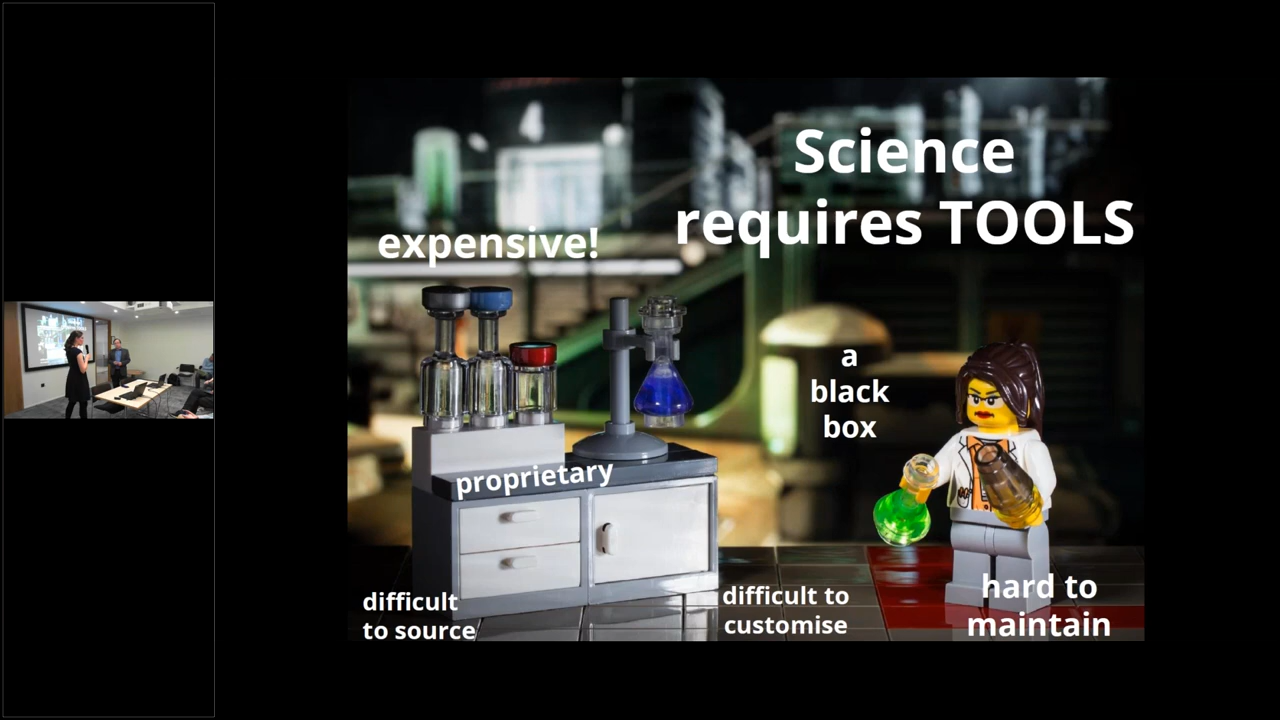 Science
requires TOOLS
expensive!
a
black
box
proprietary
difficult
to source
difficult to
customise
hard to
maintain